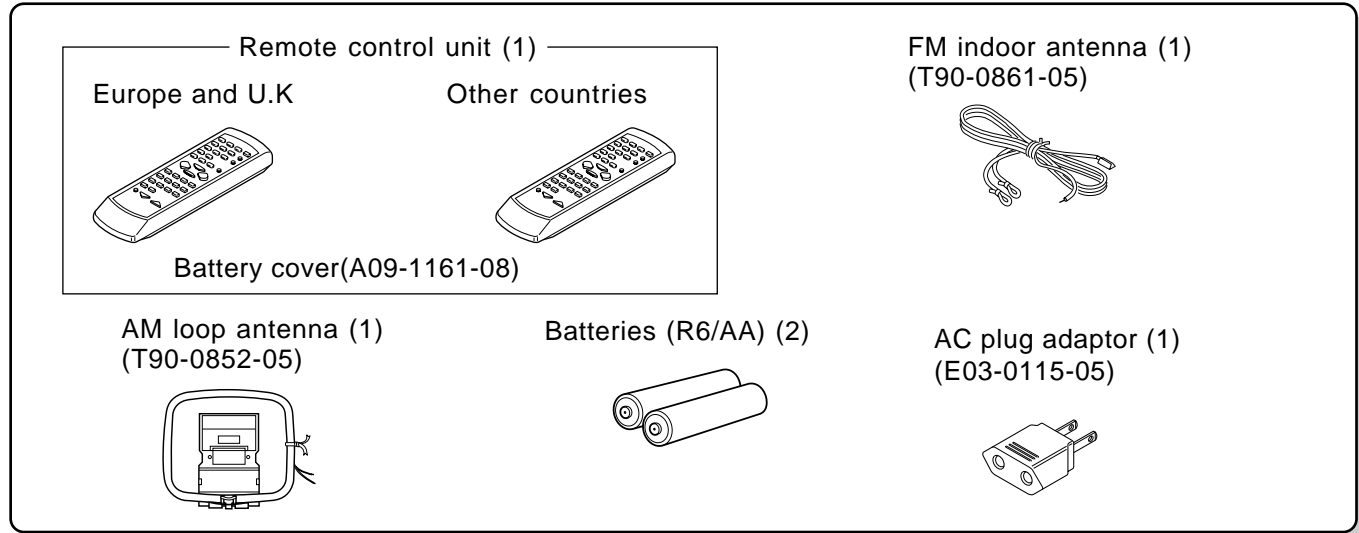 Remote control unit (1)
Europe and U.K
Other countries
Battery cover(A09-1161-08)
FM indoor antenna (1)
(T90-0861-05)
AM loop antenna (1)
(T90-0852-05)
Batteries (R6/AA) (2)
AC plug adaptor (1)
(E03-0115-05)